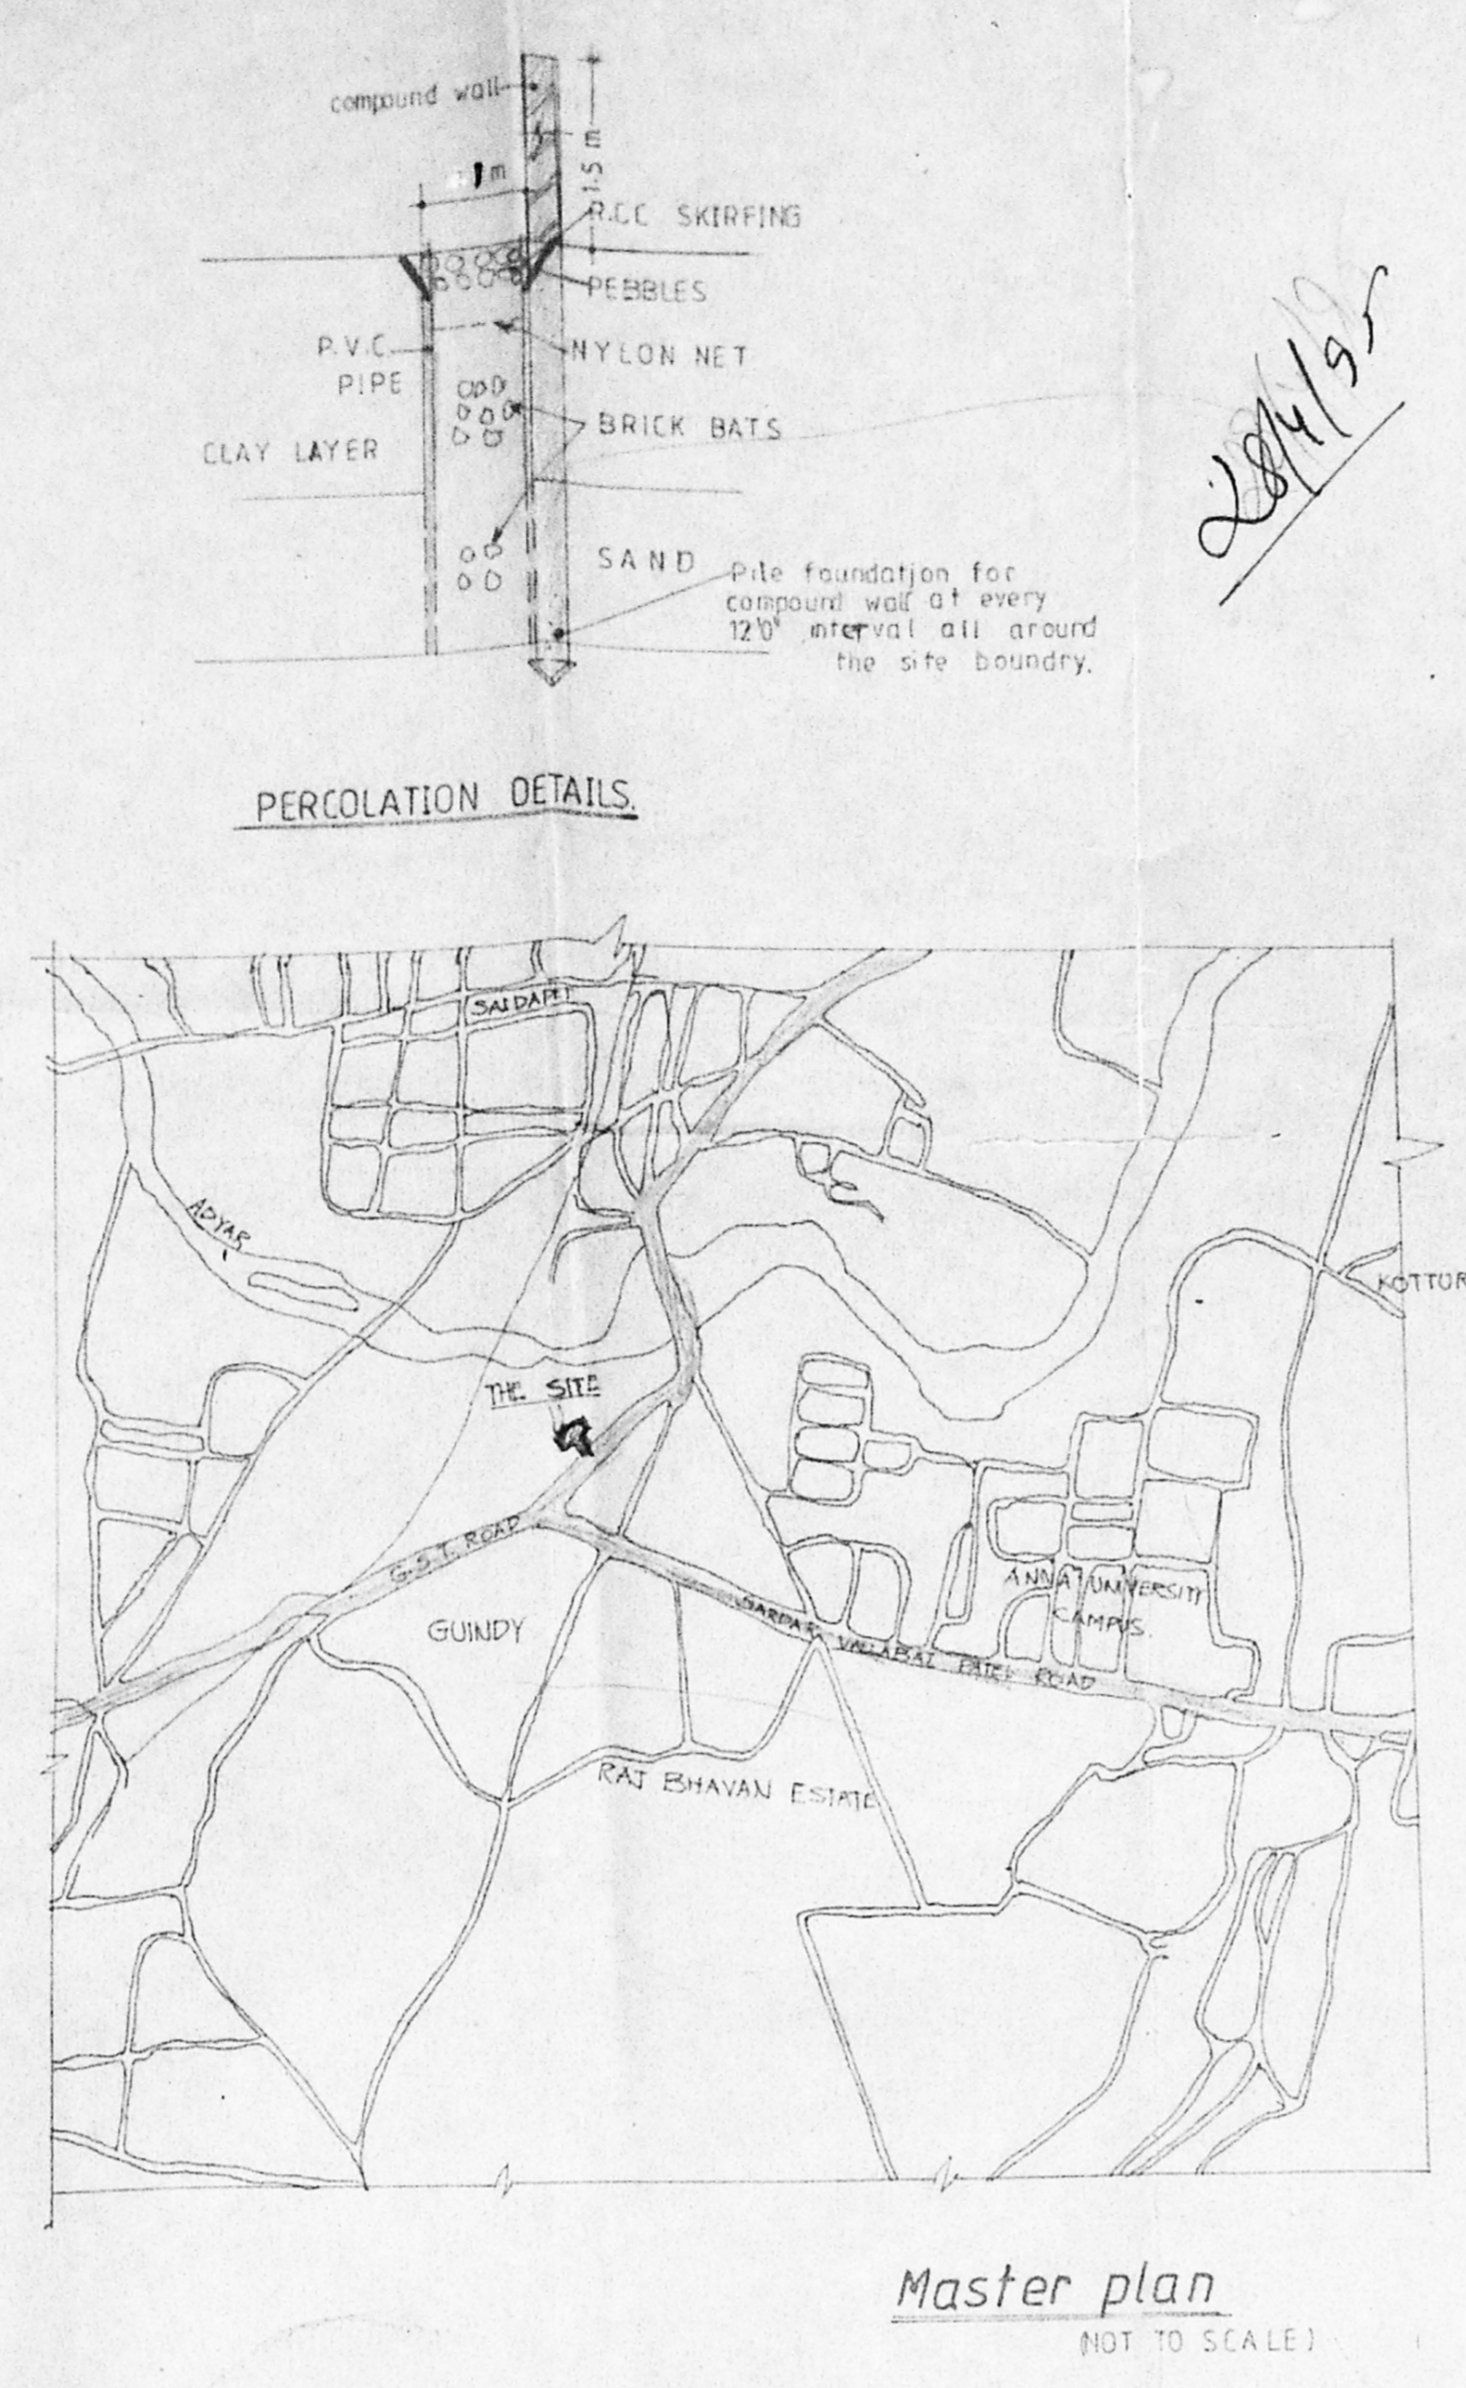 compound wall
1 m
1.5 m
R.CC SKIRFING
PEBBLES
P.V.C.
PIPE
NYLON NET
BRICK BATS
CLAY LAYER
SAND
Pile foundation for
compound wall at every
12'0" interval all around
the site boundry.
28/4/95
PERCOLATION DETAILS.
SAIDAPET
ADYAR
KOTTUR
THE SITE
G.S.T. ROAD
GUINDY
ANNA UNIVERSITY
CAMPUS.
SARDAR VALLABAI PATEL ROAD
RAJ BHAVAN ESTATE
Master plan
(NOT TO SCALE)